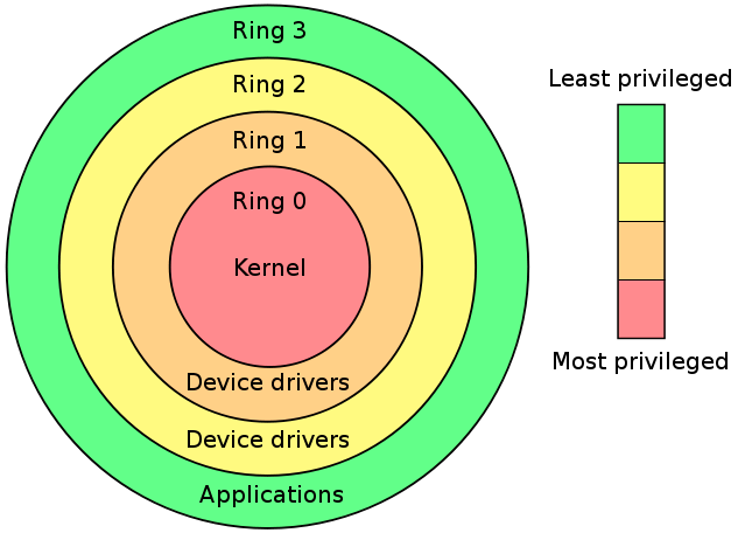 Ring 3
Ring 2
Ring 1
Ring 0
Kernel
Device drivers
Device drivers
Applications
Least privileged
Most privileged